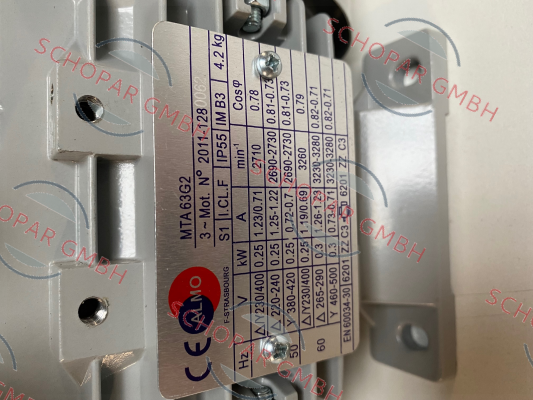 MTA 63G2
3 ~ Mot. N° 2011-128 0062
S1 I.CL.F IP55 IM B3 4.2 kg
CE ALMO
F-STRASBOURG
Hz V kW A min⁻¹ Cosφ
△ Y 230/400 0.25 1.23/0.71 2710 0.78
△ 220-240 0.25 1.25-1.22 2690-2730 0.81-0.73
50 Y 380-420 0.25 0.72-0.7 2690-2730 0.81-0.73
△/Y230/400 0.25 1.19/0.69 3260 0.79
60 △ 265-290 0.3 1.26-1.23 3230-3280 0.82-0.71
Y 460-500 0.3 0.73-0.71 3230-3280 0.82-0.71
EN 60034-30 6201 ZZ C3 6201 ZZ C3
SCHOPAR GMBH
SCHOPAR GMBH
SCHOPAR GMBH
SCHOPAR GMBH
SCHOPAR GMBH